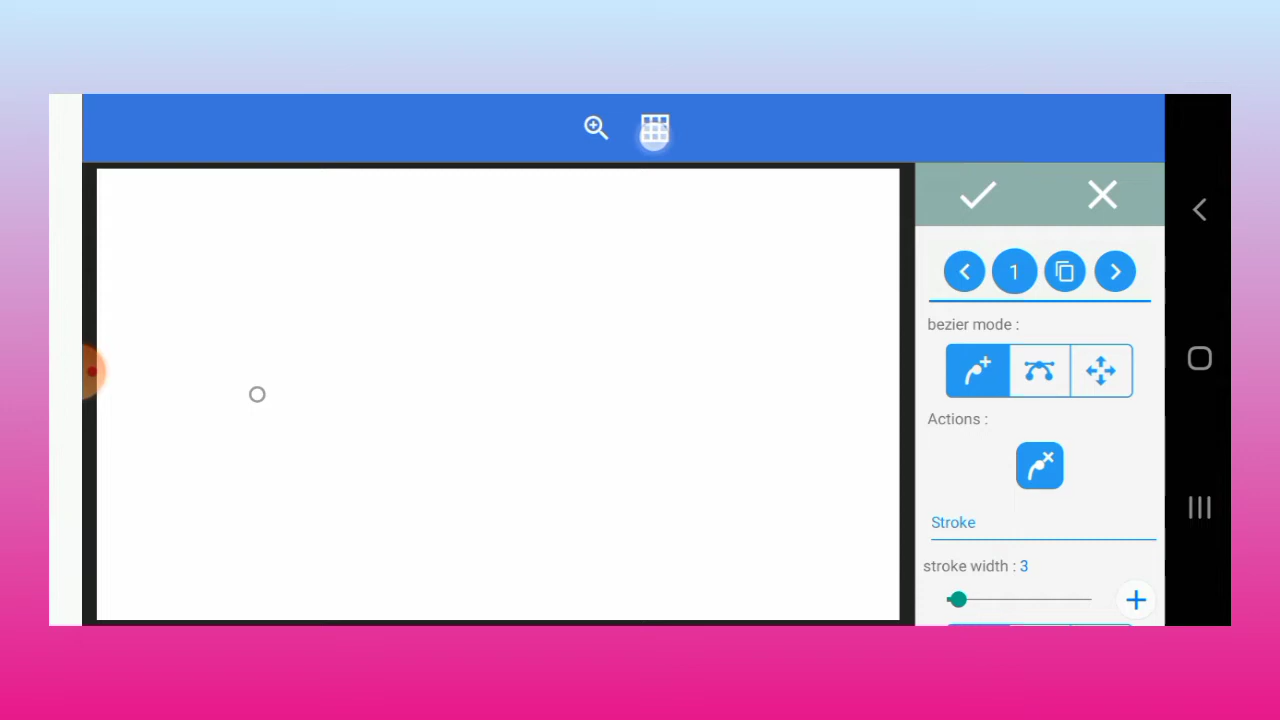 1
bezier mode :
Actions :
Stroke
stroke width : 3